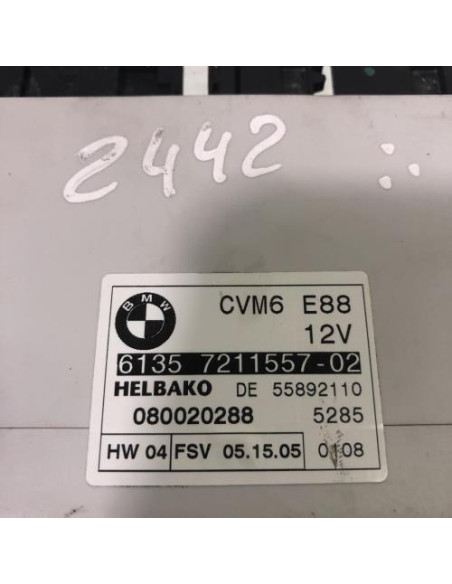 2442
BMW
CVM6 E88
12V
6135 7211557-02
HELBAKO DE 55892110
080020288 5285
HW 04 FSV 05.15.05 01.08